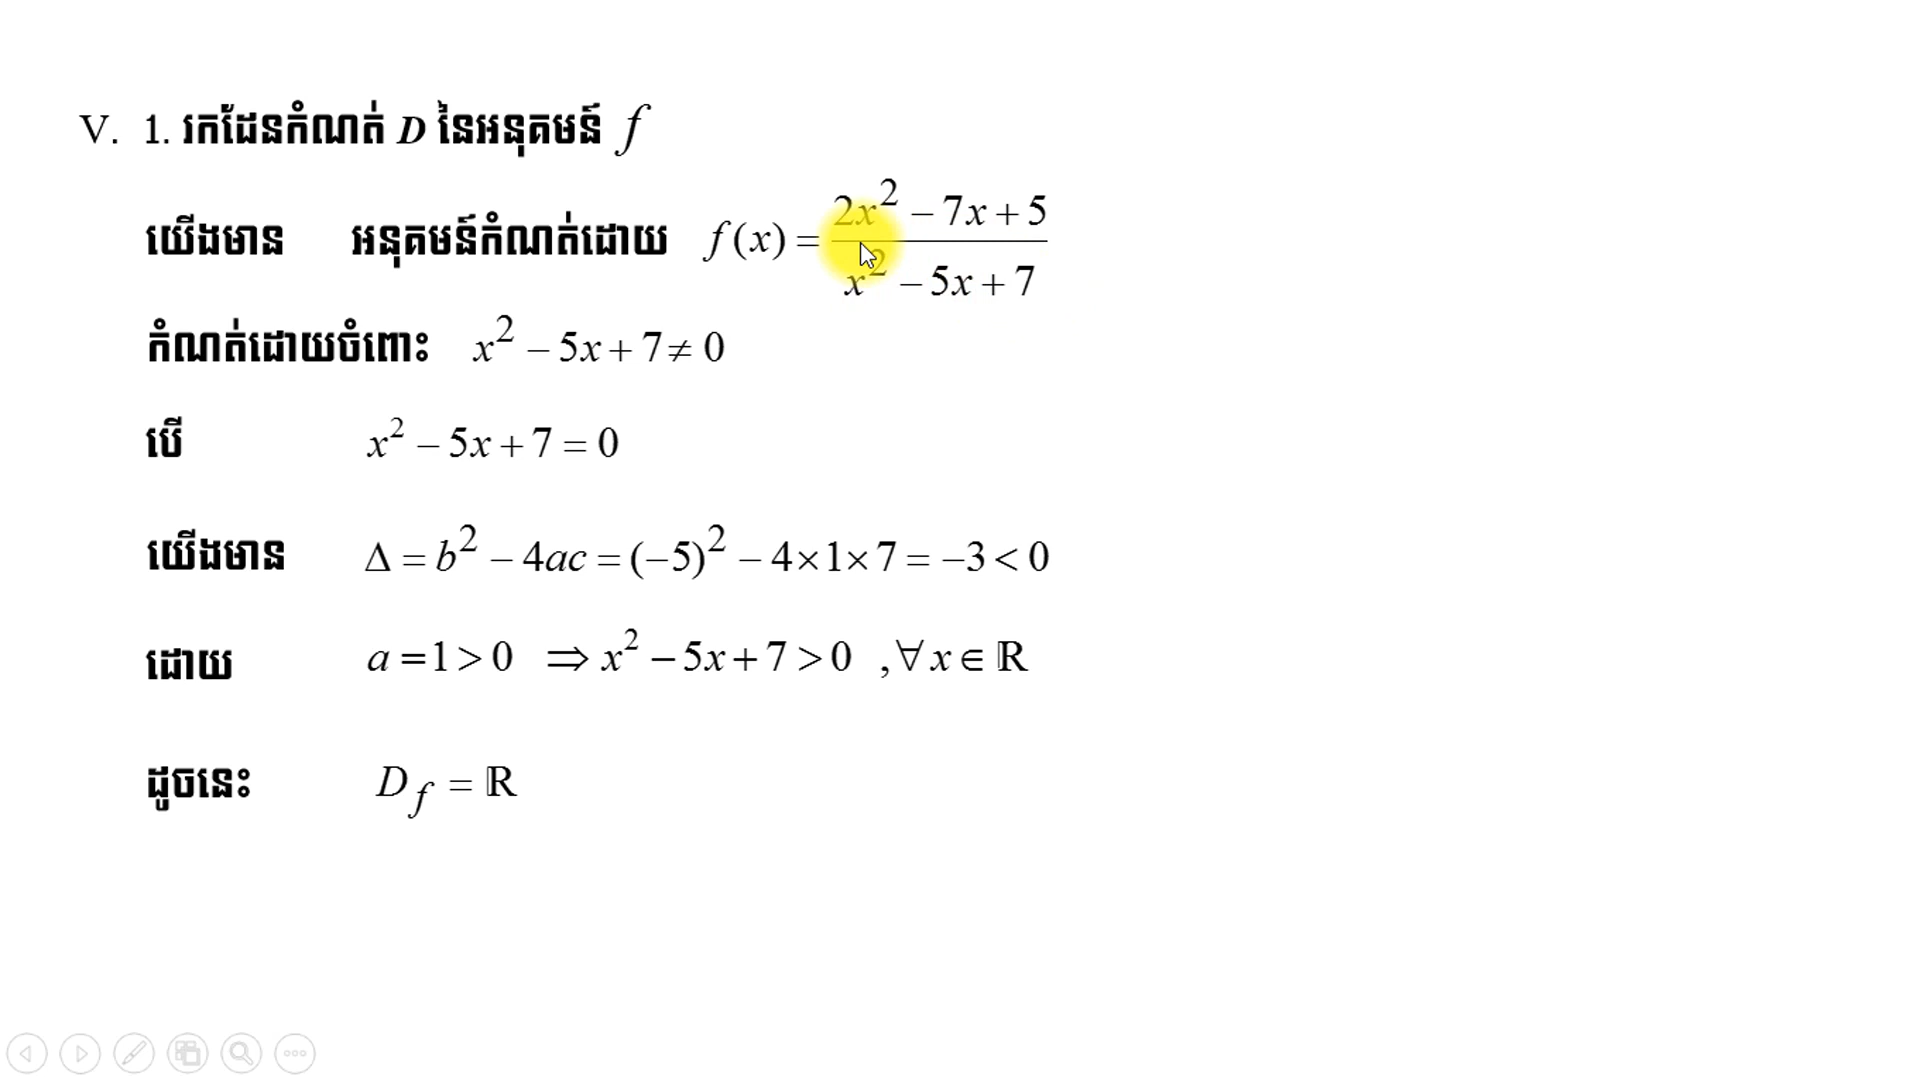 V. 1. រកដែនកំណត់ D នៃអនុគមន៍ f
យើងមាន អនុគមន៍កំណត់ដោយ f(x) = (2x² − 7x + 5)/(x² − 5x + 7)
កំណត់ដោយចំពោះ x² − 5x + 7 ≠ 0
បើ x² − 5x + 7 = 0
យើងមាន Δ = b² − 4ac = (−5)² − 4×1×7 = −3 < 0
ដោយ a = 1 > 0 ⇒ x² − 5x + 7 > 0 , ∀x ∈ ℝ
ដូចនេះ D_f = ℝ